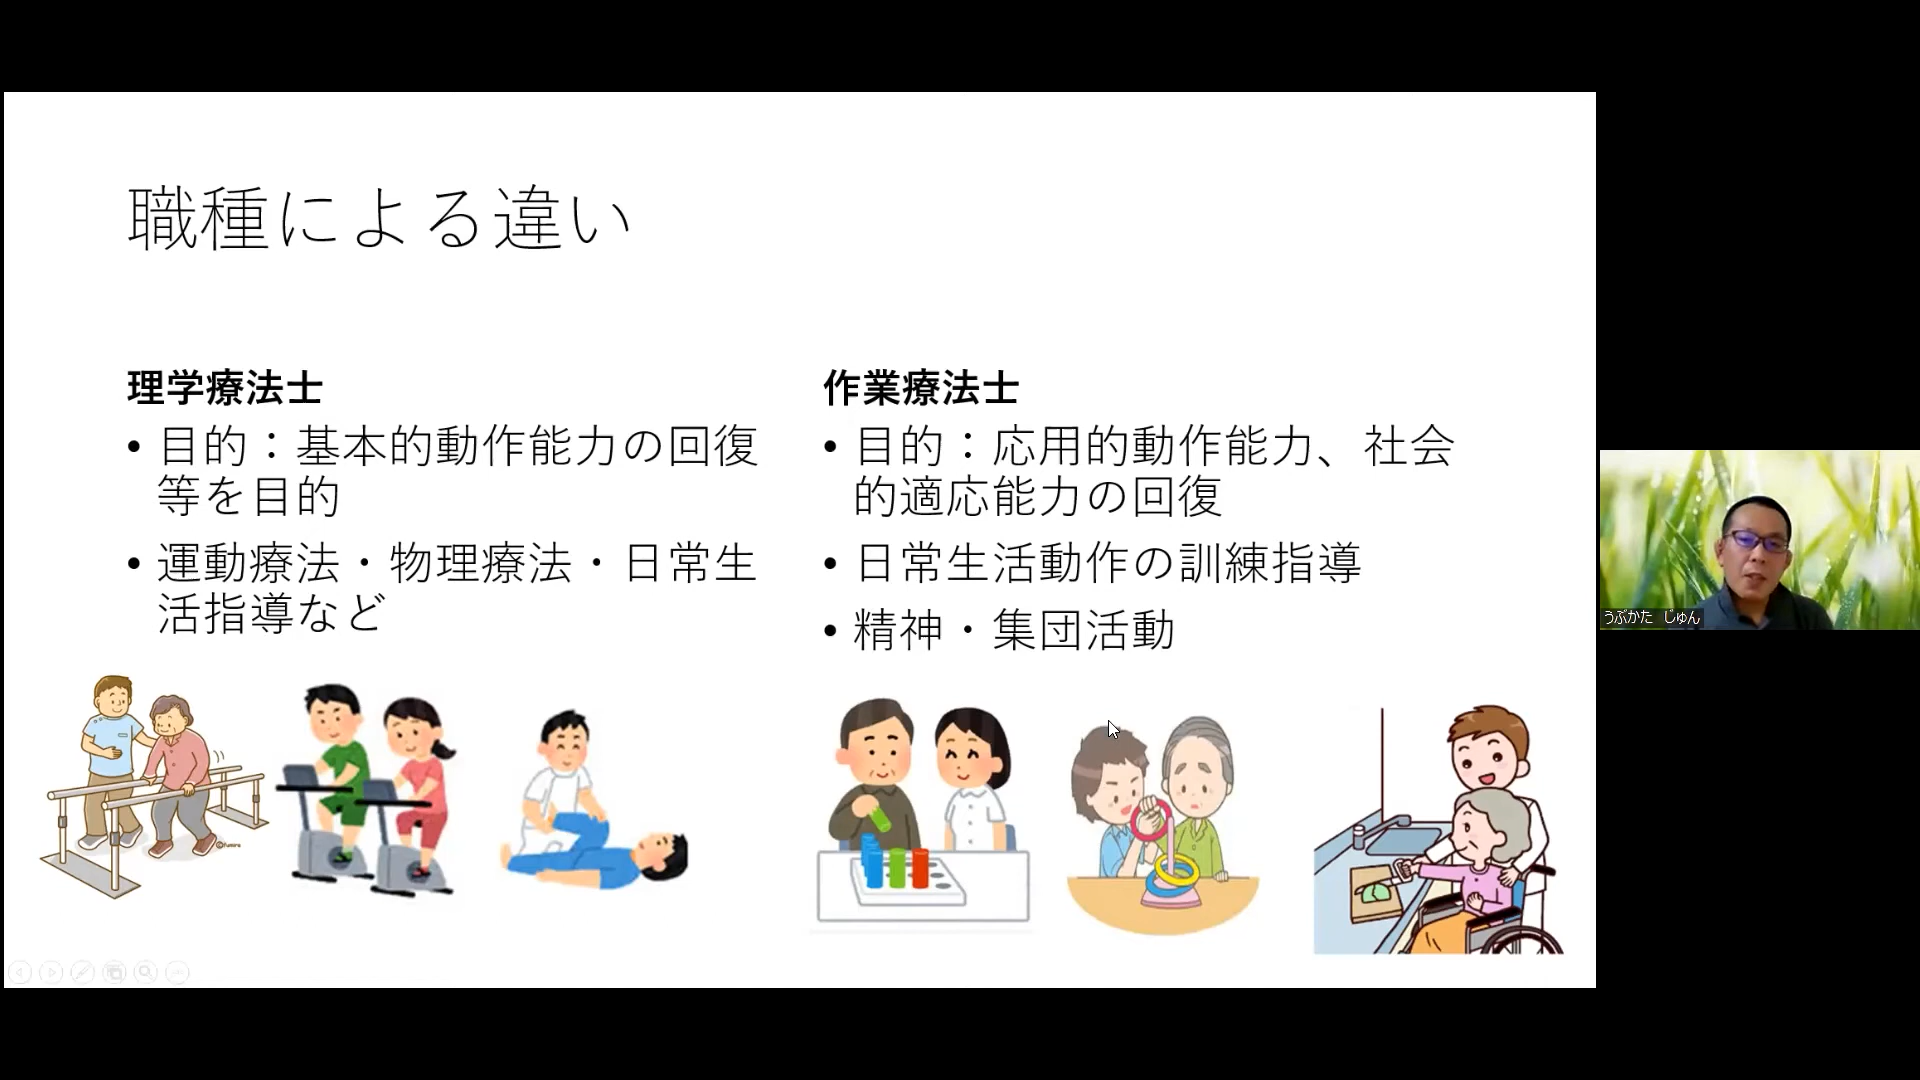 職種による違い
理学療法士
• 目的：基本的動作能力の回復
等を目的
• 運動療法・物理療法・日常生
活指導など
作業療法士
• 目的：応用的動作能力、社会
的適応能力の回復
• 日常生活動作の訓練指導
• 精神・集団活動
©fumira
うぶかた じゅん